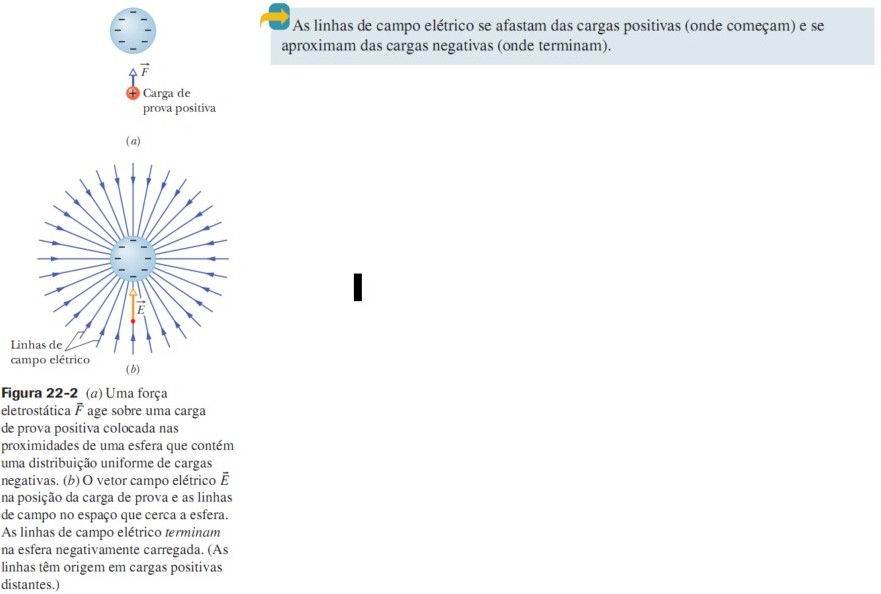 As linhas de campo elétrico se afastam das cargas positivas (onde começam) e se
aproximam das cargas negativas (onde terminam).
F
Carga de
prova positiva
(a)
E
Linhas de
campo elétrico
(b)
Figura 22-2 (a) Uma força
eletrostática F⃗ age sobre uma carga
de prova positiva colocada nas
proximidades de uma esfera que contém
uma distribuição uniforme de cargas
negativas. (b) O vetor campo elétrico E⃗
na posição da carga de prova e as linhas
de campo no espaço que cerca a esfera.
As linhas de campo elétrico terminam
na esfera negativamente carregada. (As
linhas têm origem em cargas positivas
distantes.)